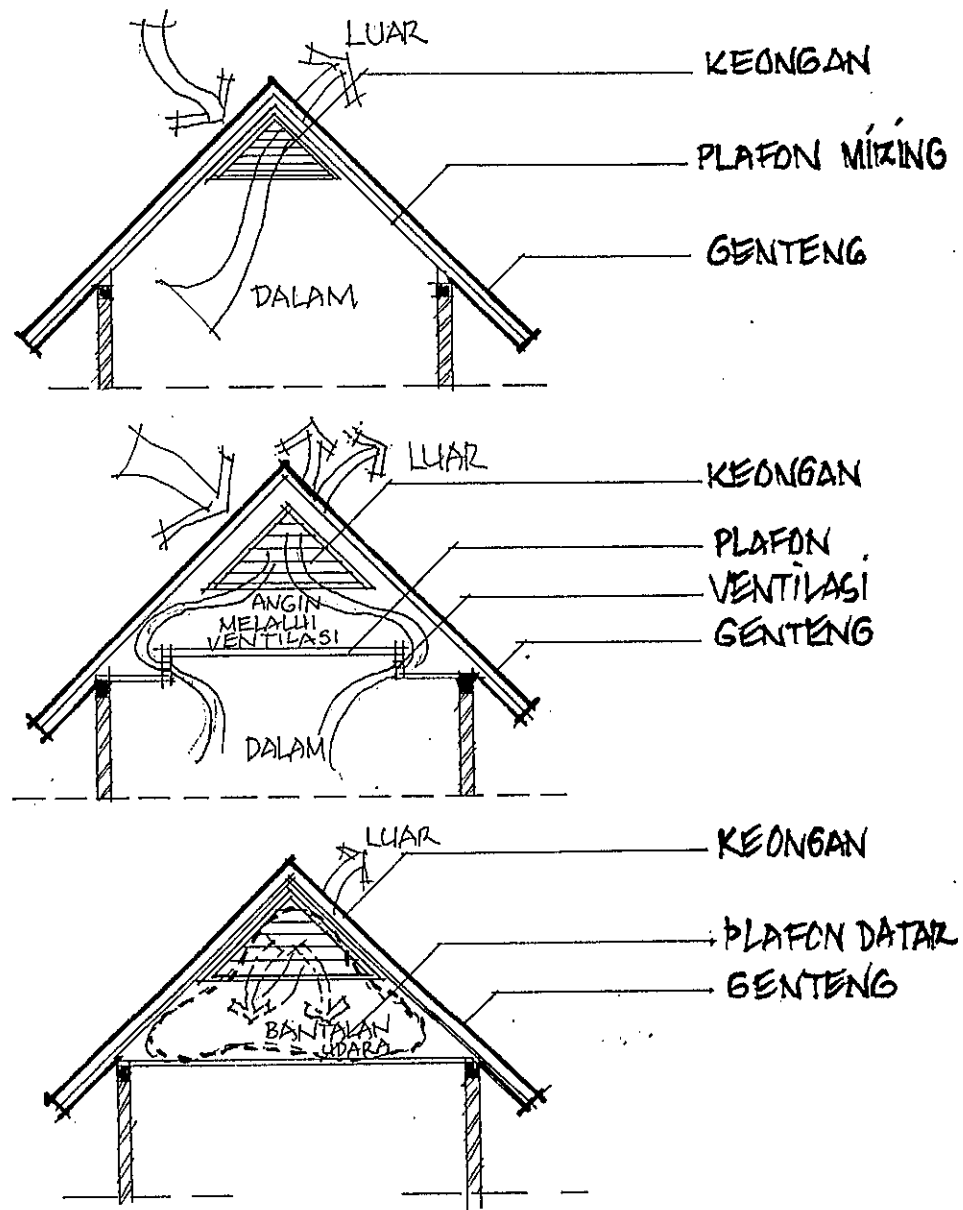 LUAR
KEONGAN
PLAFON MIRING
GENTENG
DALAM
LUAR
KEONGAN
PLAFON
VENTILASI
GENTENG
ANGIN
MELALUI
VENTILASI
DALAM
LUAR
KEONGAN
PLAFON DATAR
GENTENG
BANTALAN
UDARA